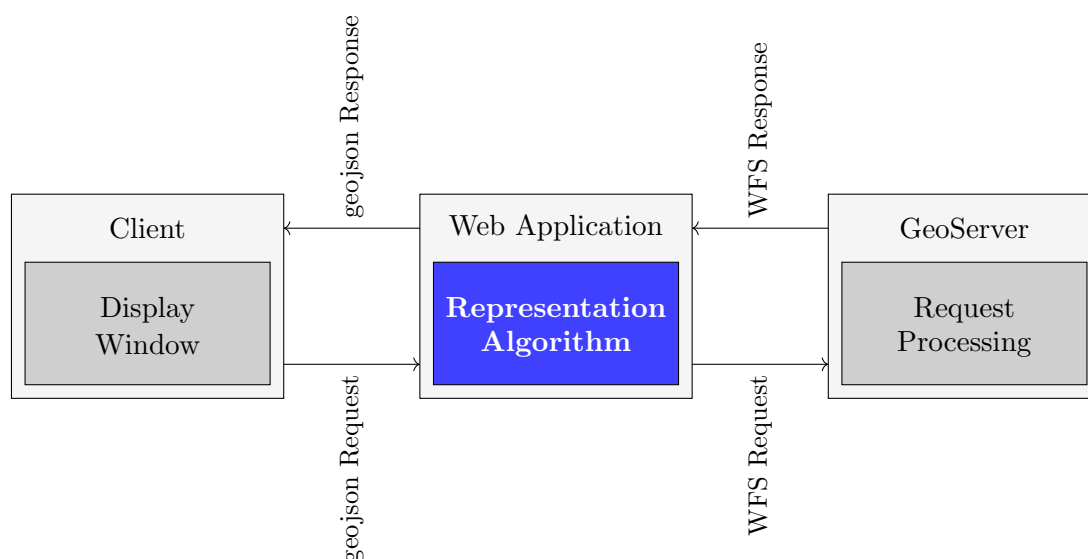 geojson Response
WFS Response
Client
Web Application
GeoServer
Display
Window
Representation
Algorithm
Request
Processing
geojson Request
WFS Request